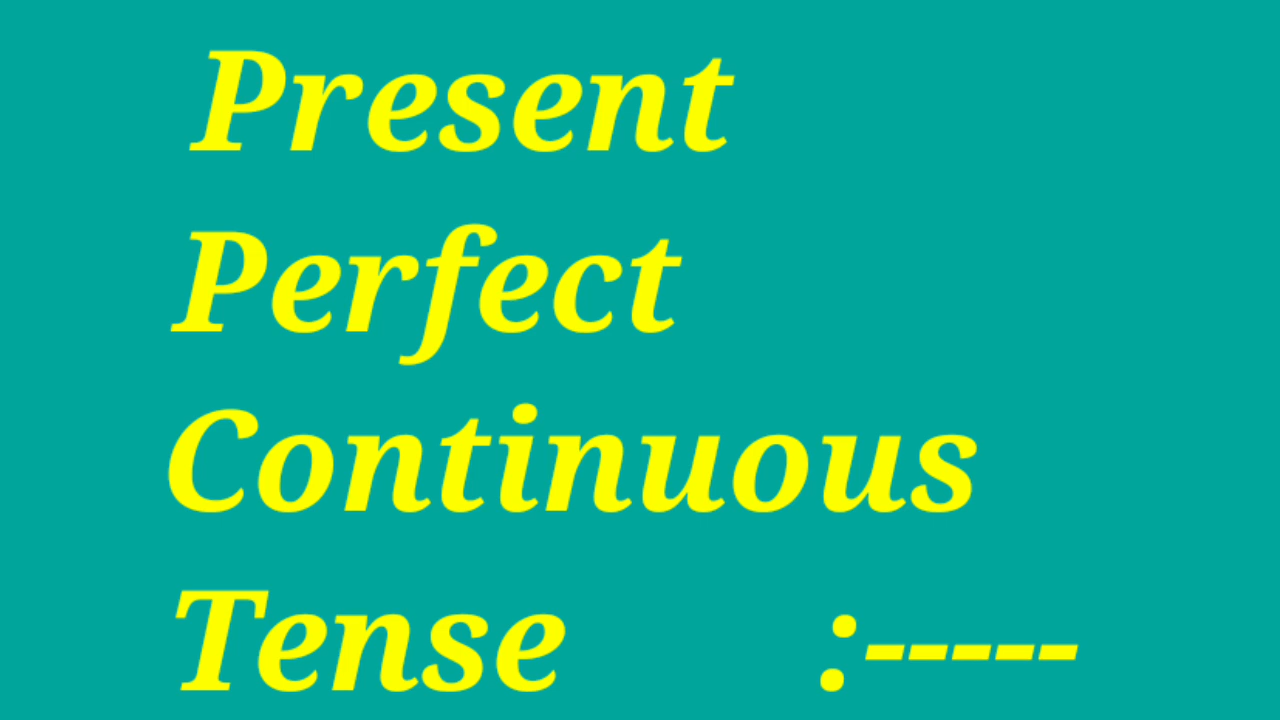 Present
Perfect
Continuous
Tense :-----